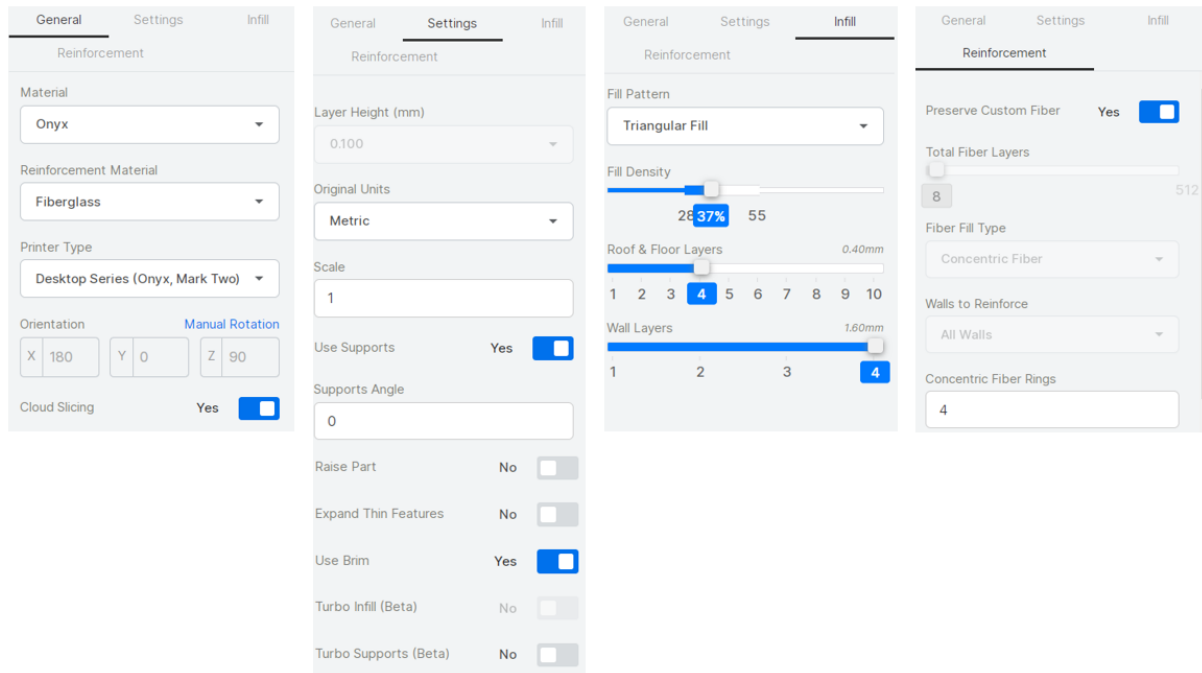 General Settings Infill
Reinforcement
Material
Onyx
Reinforcement Material
Fiberglass
Printer Type
Desktop Series (Onyx, Mark Two)
Orientation Manual Rotation
X 180 Y 0 Z 90
Cloud Slicing Yes
General Settings Infill
Reinforcement
Layer Height (mm)
0.100
Original Units
Metric
Scale
1
Use Supports Yes
Supports Angle
0
Raise Part No
Expand Thin Features No
Use Brim Yes
Turbo Infill (Beta) No
Turbo Supports (Beta) No
General Settings Infill
Reinforcement
Fill Pattern
Triangular Fill
Fill Density
28 37% 55
Roof & Floor Layers 0.40mm
1 2 3 4 5 6 7 8 9 10
Wall Layers 1.60mm
1 2 3 4
General Settings Infill
Reinforcement
Preserve Custom Fiber Yes
Total Fiber Layers
8 512
Fiber Fill Type
Concentric Fiber
Walls to Reinforce
All Walls
Concentric Fiber Rings
4